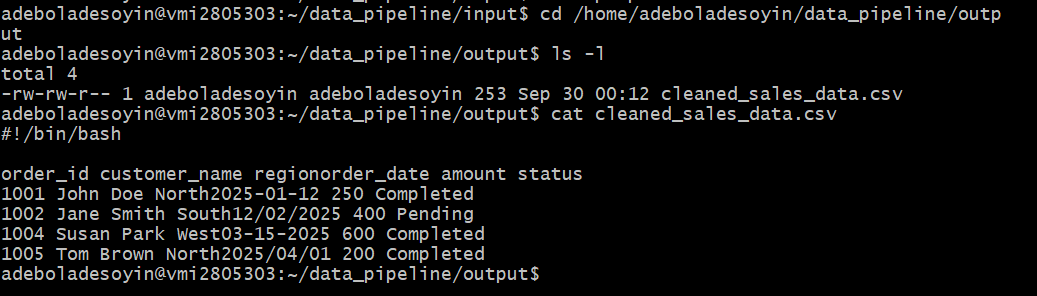 adeboladesoyin@vmi2805303:~/data_pipeline/input$ cd /home/adeboladesoyin/data_pipeline/outp
ut
adeboladesoyin@vmi2805303:~/data_pipeline/output$ ls -l
total 4
-rw-rw-r-- 1 adeboladesoyin adeboladesoyin 253 Sep 30 00:12 cleaned_sales_data.csv
adeboladesoyin@vmi2805303:~/data_pipeline/output$ cat cleaned_sales_data.csv
#!/bin/bash

order_id customer_name regionorder_date amount status
1001 John Doe North2025-01-12 250 Completed
1002 Jane Smith South12/02/2025 400 Pending
1004 Susan Park West03-15-2025 600 Completed
1005 Tom Brown North2025/04/01 200 Completed
adeboladesoyin@vmi2805303:~/data_pipeline/output$